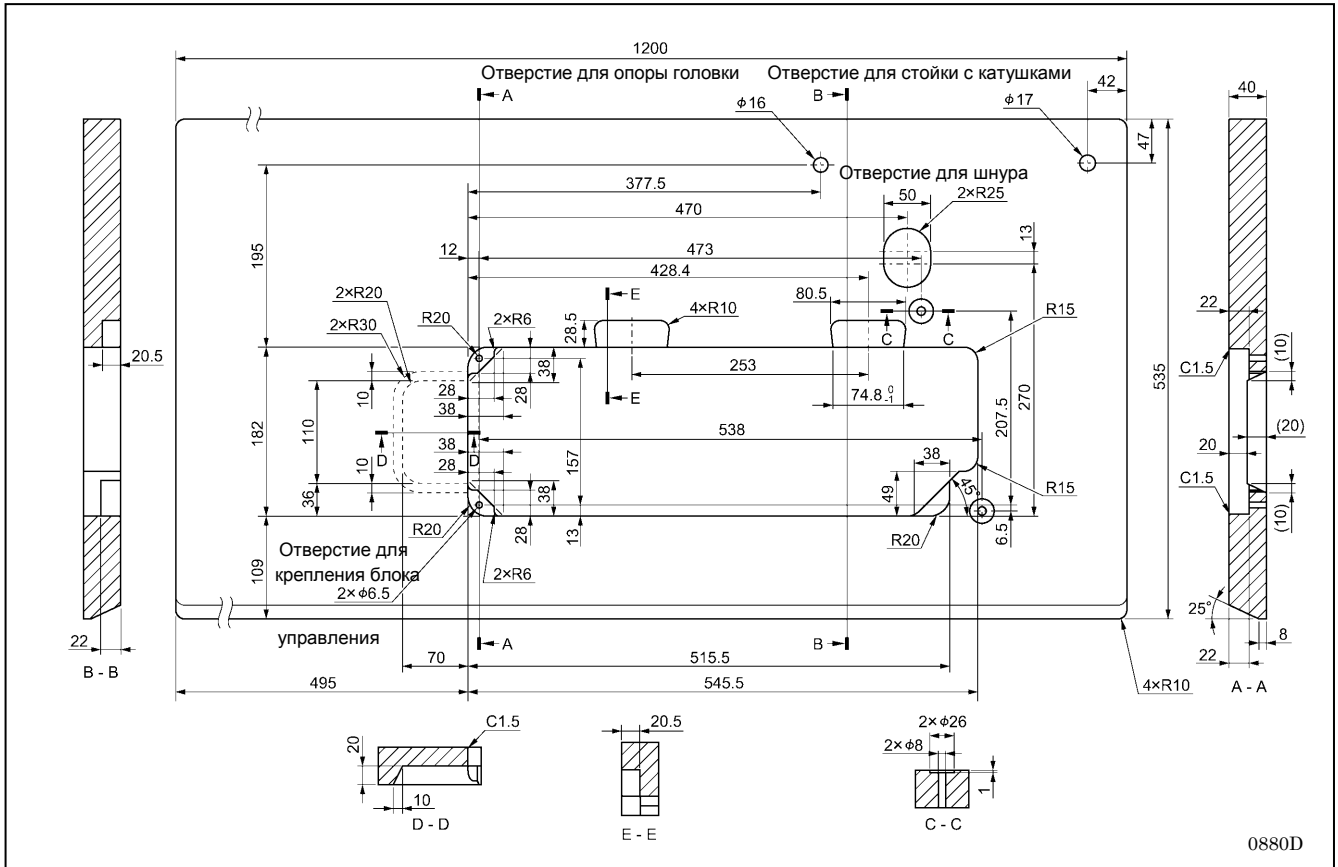 1200
Отверстие для опоры головки
Отверстие для стойки с катушками
42
40
A
B
ϕ16
ϕ17
47
Отверстие для шнура
377.5
50
2×R25
470
13
195
12
473
428.4
2×R20
E
80.5
2×R30
R20
2×R6
28.5
4×R10
C
C
R15
22
(10)
20.5
38
C1.5
253
10
28
28
535
38
74.8 0 -1
207.5
270
182
110
538
(20)
D
D
38
157
38
20
28
10
49
45°
C1.5
36
38
R15
R20
28
13
R20
6.5
(10)
Отверстие для
крепления блока
2×R6
109
2×ϕ6.5
25°
управления
22
A
B
8
B - B
70
515.5
22
495
545.5
4×R10
A - A
C1.5
20.5
2×ϕ26
20
2×ϕ8
10
1
D - D
E
E - E
C - C
0880D